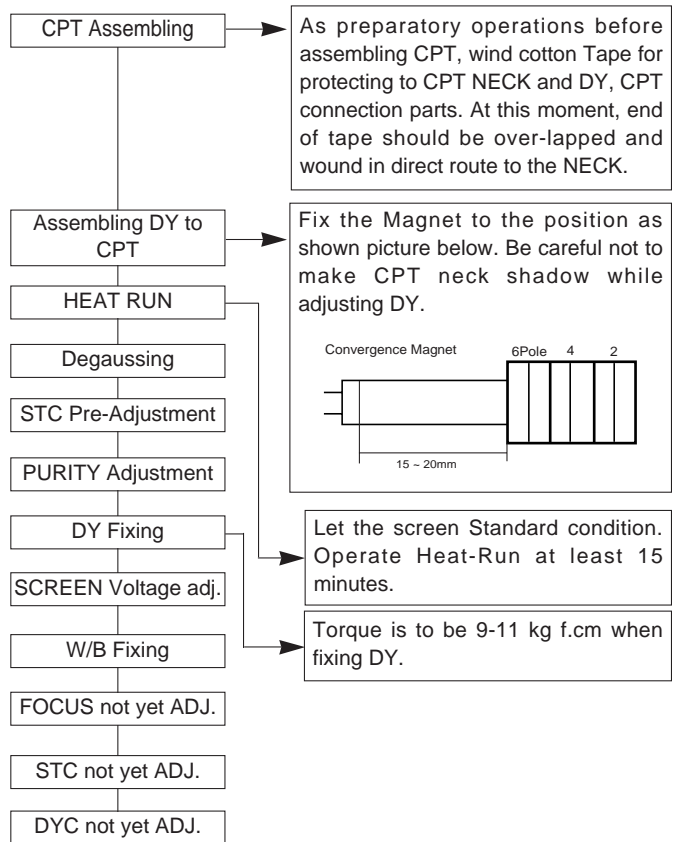 CPT Assembling
As preparatory operations before
assembling CPT, wind cotton Tape for
protecting to CPT NECK and DY, CPT
connection parts. At this moment, end
of tape should be over-lapped and
wound in direct route to the NECK.
Assembling DY to
CPT
Fix the Magnet to the position as
shown picture below. Be careful not to
make CPT neck shadow while
adjusting DY.
Convergence Magnet 6Pole 4 2
15 ~ 20mm
HEAT RUN
Degaussing
STC Pre-Adjustment
PURITY Adjustment
DY Fixing
Let the screen Standard condition.
Operate Heat-Run at least 15
minutes.
SCREEN Voltage adj.
Torque is to be 9-11 kg f.cm when
fixing DY.
W/B Fixing
FOCUS not yet ADJ.
STC not yet ADJ.
DYC not yet ADJ.